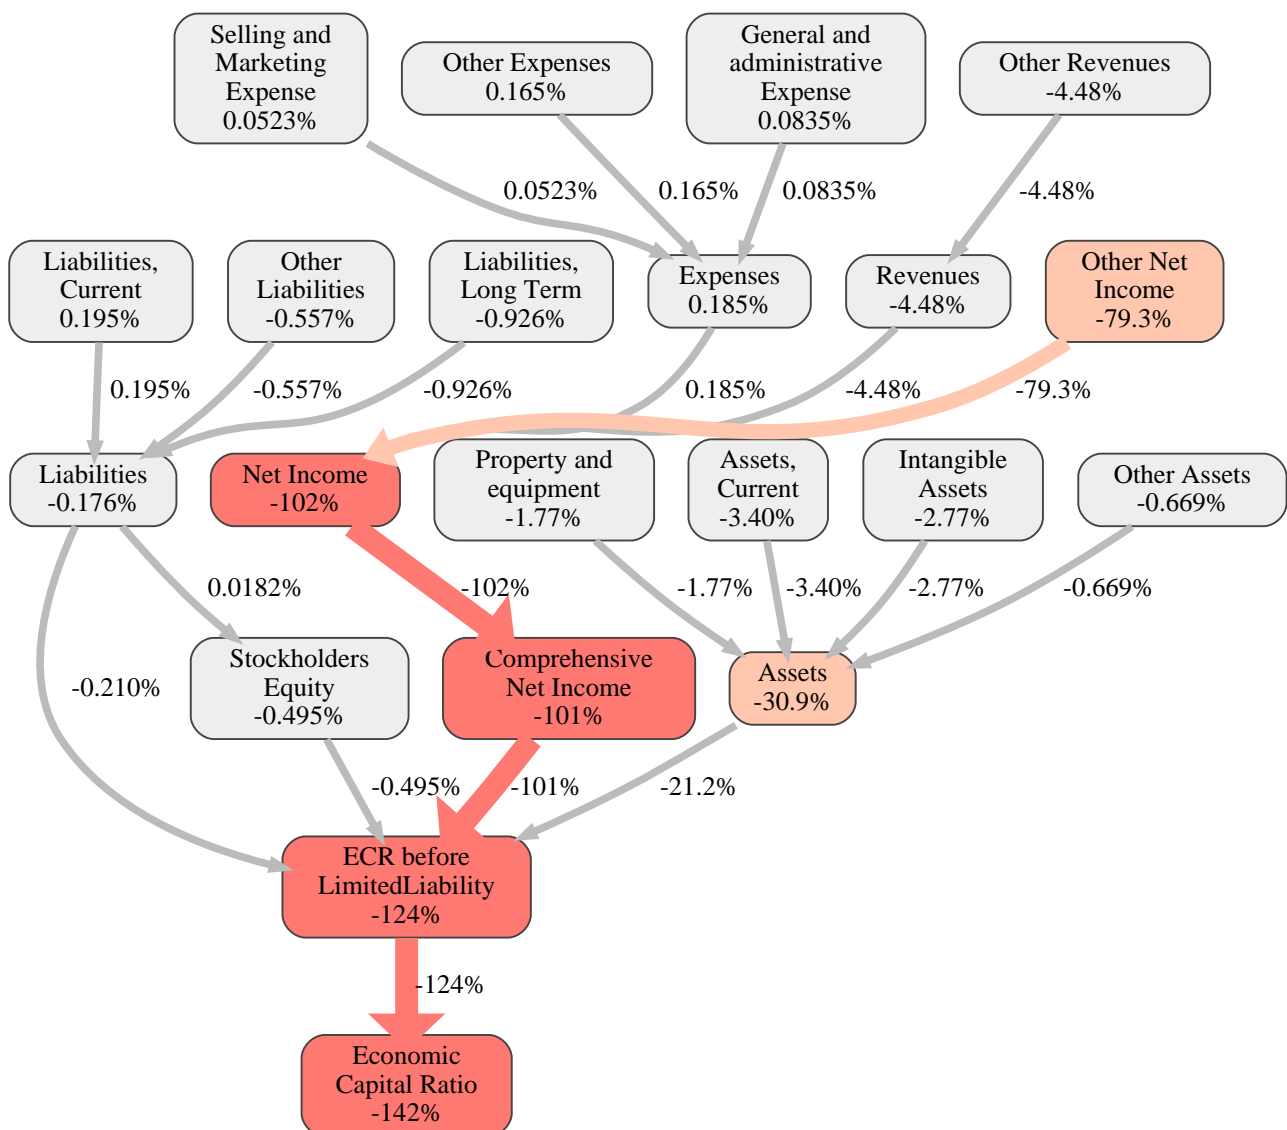 Selling and
Marketing
Expense
0.0523%
Other Expenses
0.165%
General and
administrative
Expense
0.0835%
Other Revenues
-4.48%
0.0523%
0.165%
0.0835%
-4.48%
Liabilities,
Current
0.195%
Other
Liabilities
-0.557%
Liabilities,
Long Term
-0.926%
Expenses
0.185%
Revenues
-4.48%
Other Net
Income
-79.3%
0.195%
-0.557%
-0.926%
0.185%
-4.48%
-79.3%
Liabilities
-0.176%
Net Income
-102%
Property and
equipment
-1.77%
Assets,
Current
-3.40%
Intangible
Assets
-2.77%
Other Assets
-0.669%
0.0182%
-102%
-1.77%
-3.40%
-2.77%
-0.669%
-0.210%
Stockholders
Equity
-0.495%
Comprehensive
Net Income
-101%
Assets
-30.9%
-0.495%
-101%
-21.2%
ECR before
LimitedLiability
-124%
-124%
Economic
Capital Ratio
-142%